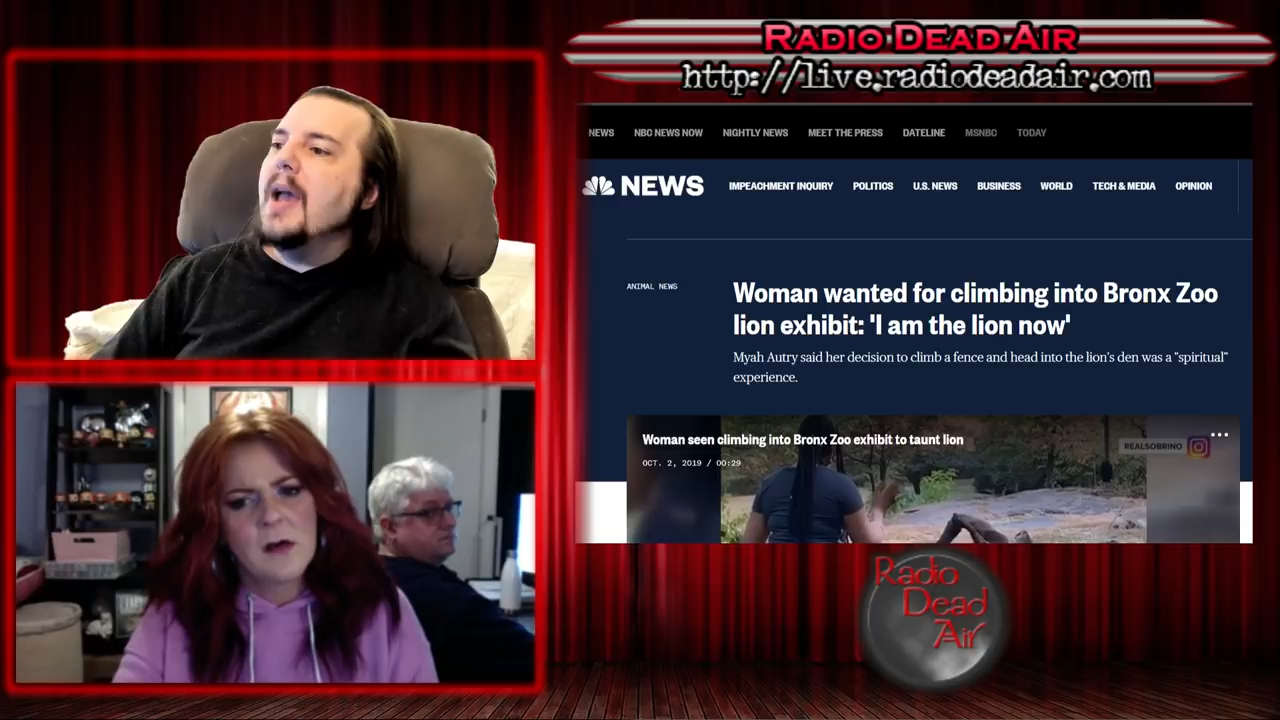 Radio Dead Air
http://live.radiodeadair.com
NEWS NBC NEWS NOW NIGHTLY NEWS MEET THE PRESS DATELINE MSNBC TODAY
NEWS IMPEACHMENT INQUIRY POLITICS U.S. NEWS BUSINESS WORLD TECH & MEDIA OPINION
ANIMAL NEWS
Woman wanted for climbing into Bronx Zoo
lion exhibit: 'I am the lion now'
Myah Autry said her decision to climb a fence and head into the lion's den was a "spiritual"
experience.
Woman seen climbing into Bronx Zoo exhibit to taunt lion
OCT. 2, 2019 / 00:29
REALSOBRINO
Radio
Dead
Air